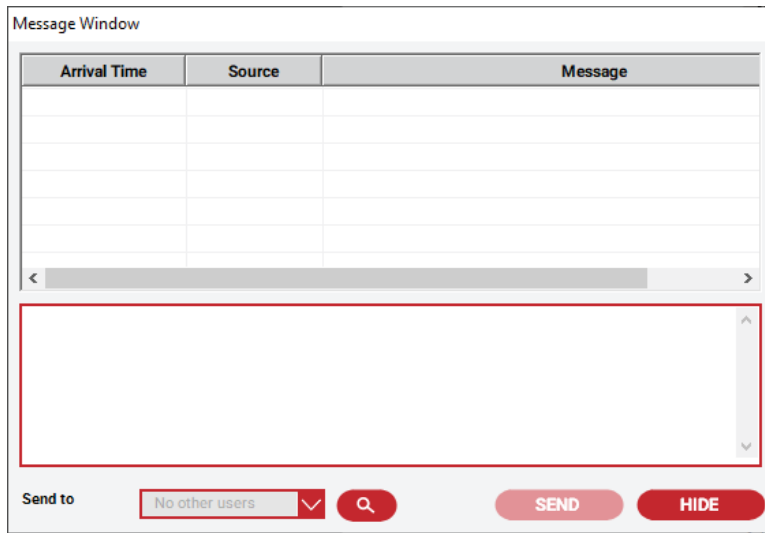 Message Window
Arrival Time Source Message
Send to No other users SEND HIDE